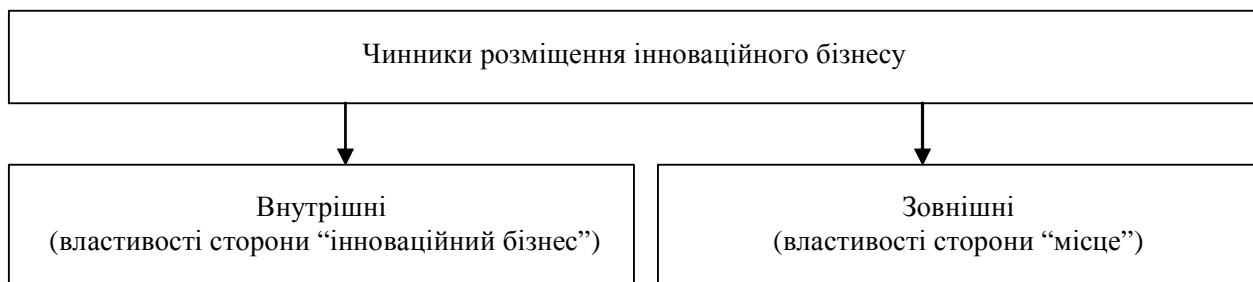 Чинники розміщення інноваційного бізнесу
Внутрішні
(властивості сторони “інноваційний бізнес”)
Зовнішні
(властивості сторони “місце”)